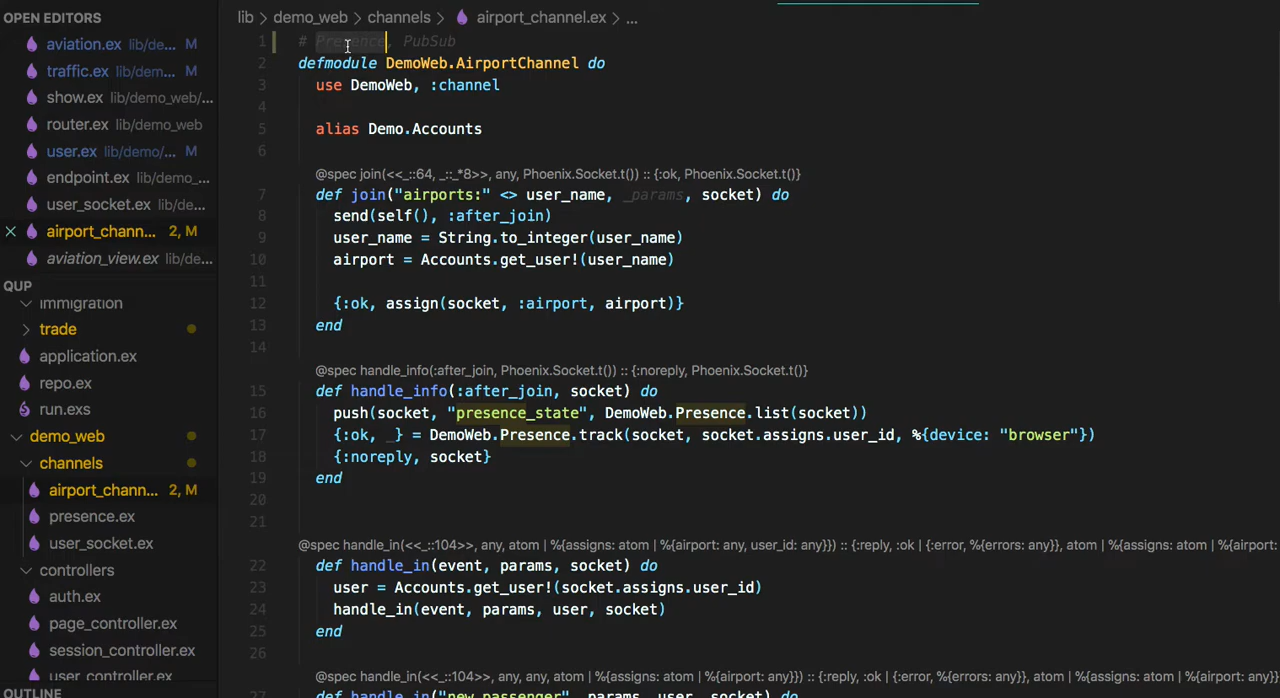 OPEN EDITORS
aviation.ex lib/de... M
traffic.ex lib/dem... M
show.ex lib/demo_web/...
router.ex lib/demo_web
user.ex lib/demo/... M
endpoint.ex lib/demo_...
user_socket.ex lib/de...
airport_chann... 2, M
aviation_view.ex lib/de...
QUP
immigration
trade
application.ex
repo.ex
run.exs
demo_web
channels
airport_chann... 2, M
presence.ex
user_socket.ex
controllers
auth.ex
page_controller.ex
session_controller.ex
user_controller.ex
OUTLINE
lib > demo_web > channels > airport_channel.ex > ...
1 # Presence, PubSub
2 defmodule DemoWeb.AirportChannel do
3 use DemoWeb, :channel
4
5 alias Demo.Accounts
6
@spec join(<<_::64, _::_*8>>, any, Phoenix.Socket.t()) :: {:ok, Phoenix.Socket.t()}
7 def join("airports:" <> user_name, _params, socket) do
8 send(self(), :after_join)
9 user_name = String.to_integer(user_name)
10 airport = Accounts.get_user!(user_name)
11
12 {:ok, assign(socket, :airport, airport)}
13 end
14
@spec handle_info(:after_join, Phoenix.Socket.t()) :: {:noreply, Phoenix.Socket.t()}
15 def handle_info(:after_join, socket) do
16 push(socket, "presence_state", DemoWeb.Presence.list(socket))
17 {:ok, _} = DemoWeb.Presence.track(socket, socket.assigns.user_id, %{device: "browser"})
18 {:noreply, socket}
19 end
20
21
@spec handle_in(<<_::104>>, any, atom | %{assigns: atom | %{airport: any, user_id: any}}) :: {:reply, :ok | {:error, %{errors: any}}, atom | %{assigns: atom | %{airport:
22 def handle_in(event, params, socket) do
23 user = Accounts.get_user!(socket.assigns.user_id)
24 handle_in(event, params, user, socket)
25 end
26
@spec handle_in(<<_::104>>, any, any, atom | %{assigns: atom | %{airport: any}}) :: {:reply, :ok | {:error, %{errors: any}}, atom | %{assigns: atom | %{airport: any}}}
27 def handle_in("new_passenger", params, user, socket) do